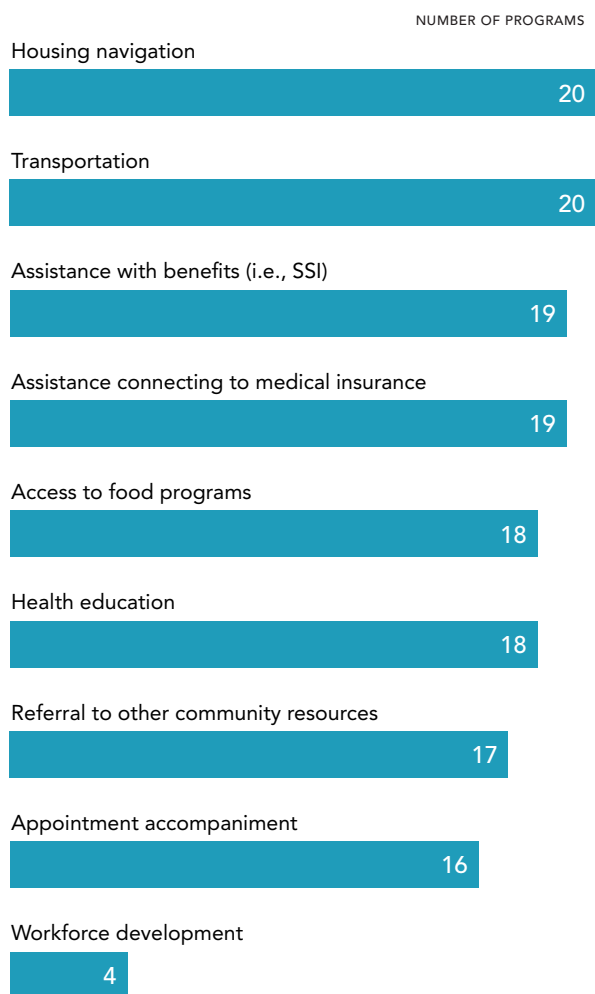 NUMBER OF PROGRAMS
Housing navigation
20
Transportation
20
Assistance with benefits (i.e., SSI)
19
Assistance connecting to medical insurance
19
Access to food programs
18
Health education
18
Referral to other community resources
17
Appointment accompaniment
16
Workforce development
4